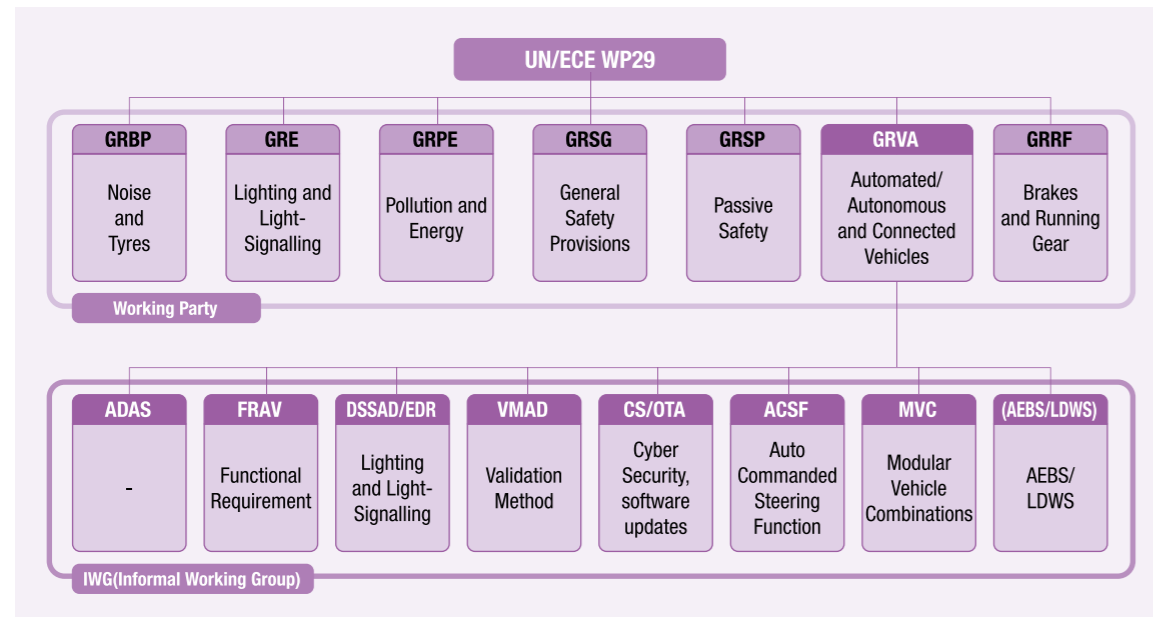 UN/ECE WP29
GRBP
Noise
and
Tyres
GRE
Lighting and
Light-
Signalling
GRPE
Pollution and
Energy
GRSG
General
Safety
Provisions
GRSP
Passive
Safety
GRVA
Automated/
Autonomous
and Connected
Vehicles
GRRF
Brakes
and Running
Gear
Working Party
ADAS
-
FRAV
Functional
Requirement
DSSAD/EDR
Lighting
and Light-
Signalling
VMAD
Validation
Method
CS/OTA
Cyber
Security,
software
updates
ACSF
Auto
Commanded
Steering
Function
MVC
Modular
Vehicle
Combinations
(AEBS/LDWS)
AEBS/
LDWS
IWG(Informal Working Group)